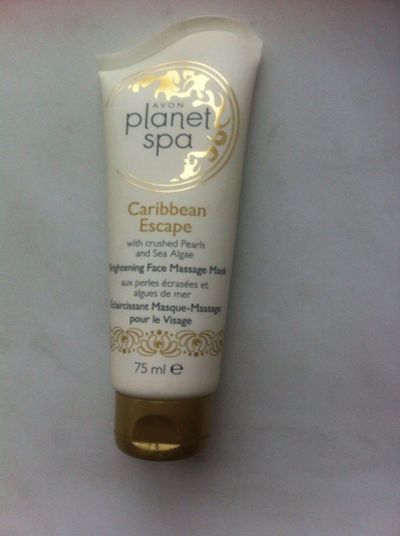 AVON
planet
spa
Caribbean
Escape
with crushed Pearls
and Sea Algae
Brightening Face Massage Mask
aux perles écrasées et
algues de mer
Eclaircissant Masque-Massage
pour le Visage
75 ml e